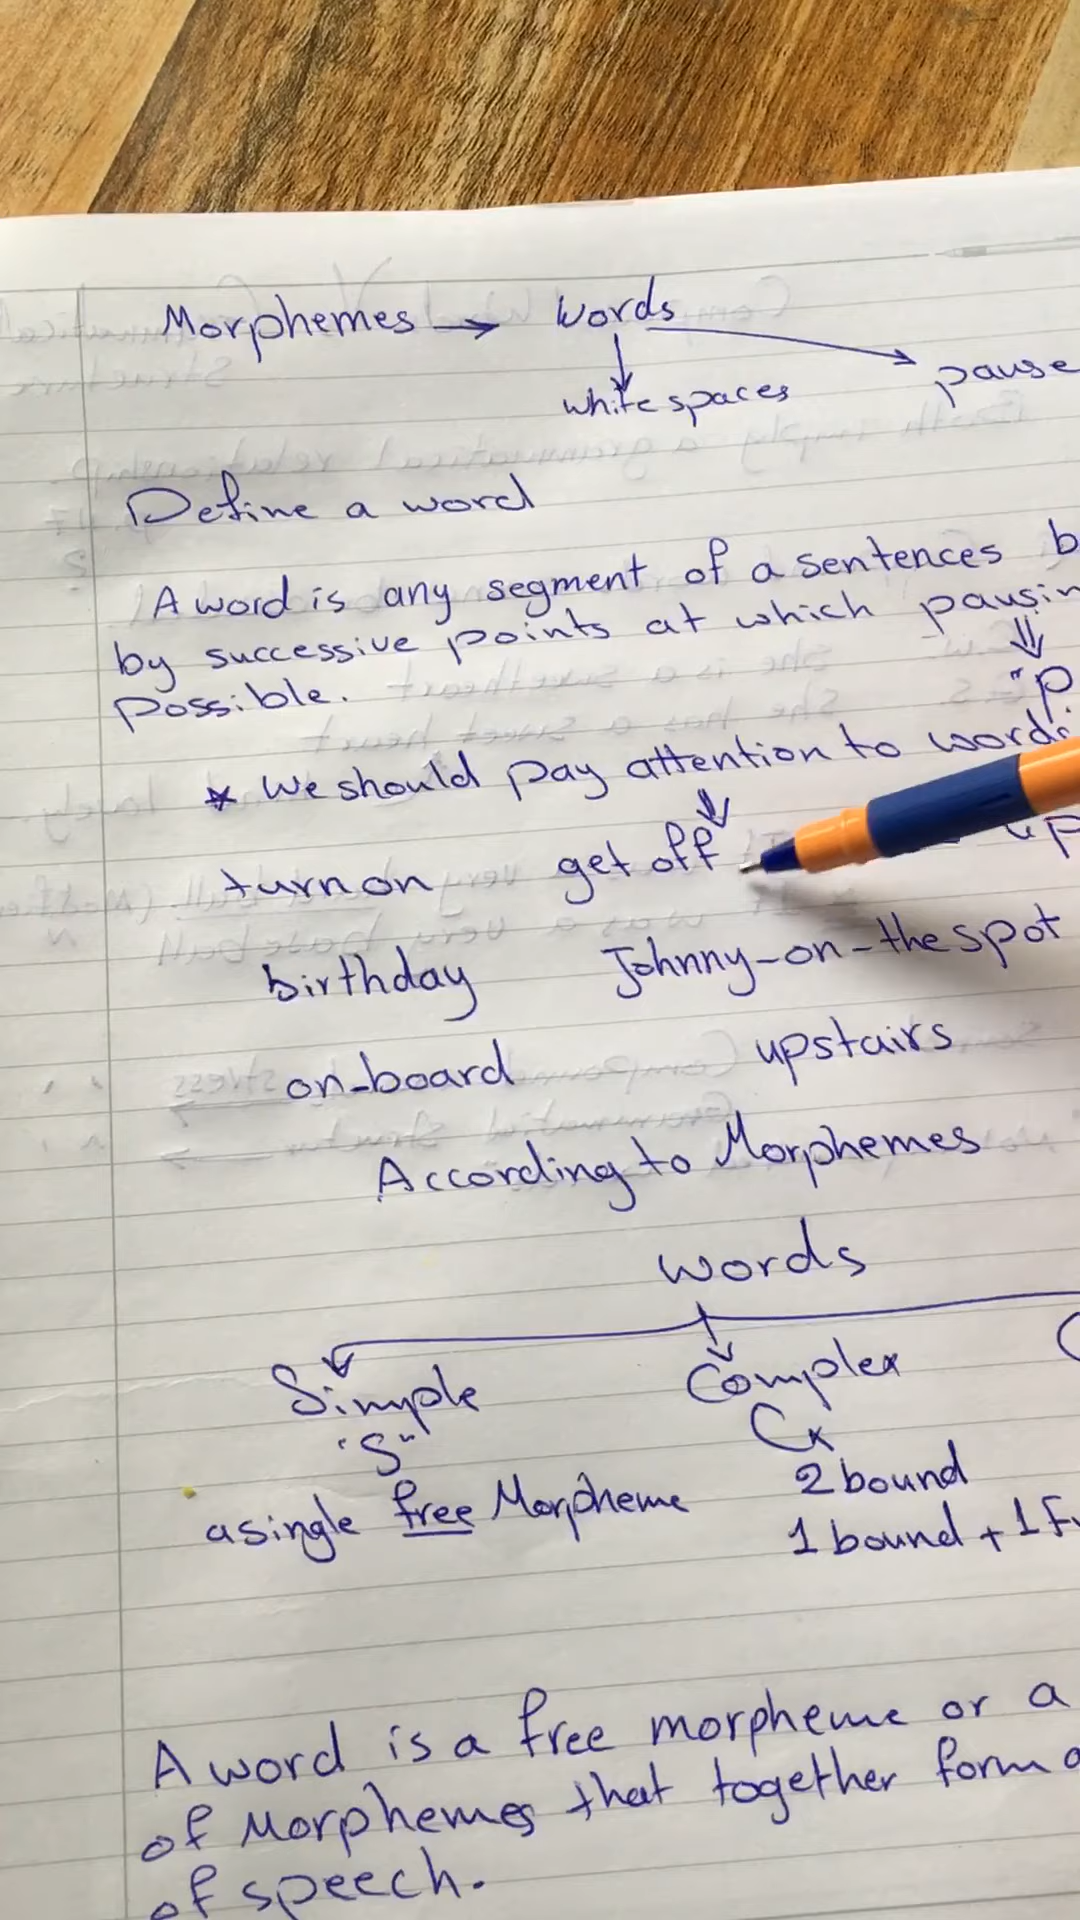 Morphemes → words
white spaces
pause
Define a word
A word is any segment of a sentences b
by successive points at which pausin
possible.
"P
* We should pay attention to words
turn on get off up
birthday Johnny-on-the spot
on-board upstairs
According to Morphemes
words
Simple Complex C
"S" Cx
2 bound
a single free Morpheme
1 bound + 1 Fr
A word is a free morpheme or a
of Morphemes that together form a
of speech.